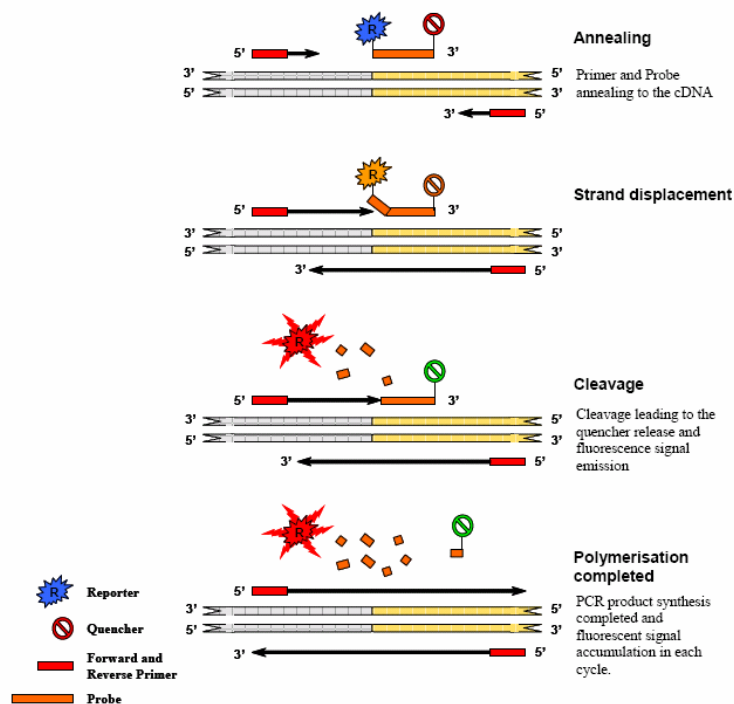 R
5' 3'
Annealing
3' 5'
Primer and Probe
5' 3'
annealing to the cDNA
3' 5'
R
Strand displacement
5' 3'
3' 5'
5' 3'
3' 5'
R
Cleavage
5' 3'
Cleavage leading to the
3' 5'
quencher release and
5' 3'
fluorescence signal
emission
3' 5'
R
Polymerisation
completed
5'
PCR product synthesis
completed and
fluorescent signal
accumulation in each
cycle.
3' 5'
5' 3'
3' 5'
R Reporter
Quencher
Forward and
Reverse Primer
Probe